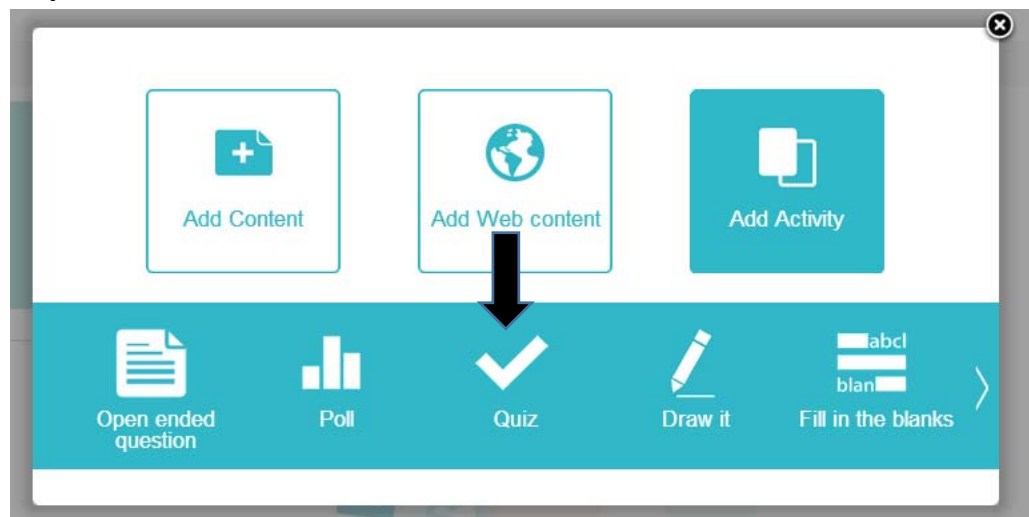 Add Content
Add Web content
Add Activity
Open ended
question
Poll
Quiz
Draw it
abcl
blan
Fill in the blanks